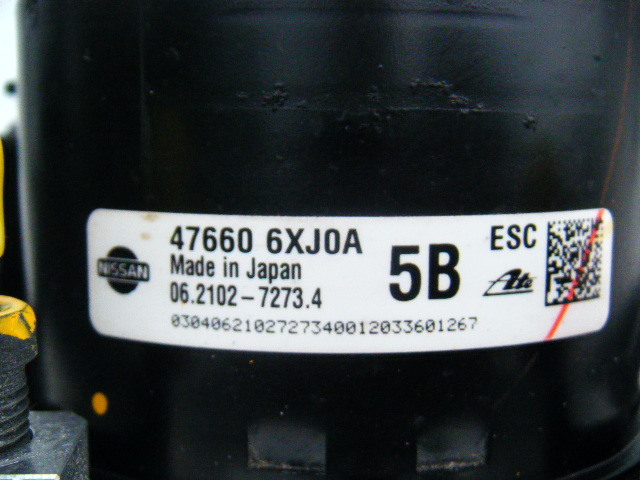 NISSAN
47660 6XJ0A
Made in Japan
06.2102-7273.4
0304062102727340012033601267
5B
ESC
Ate